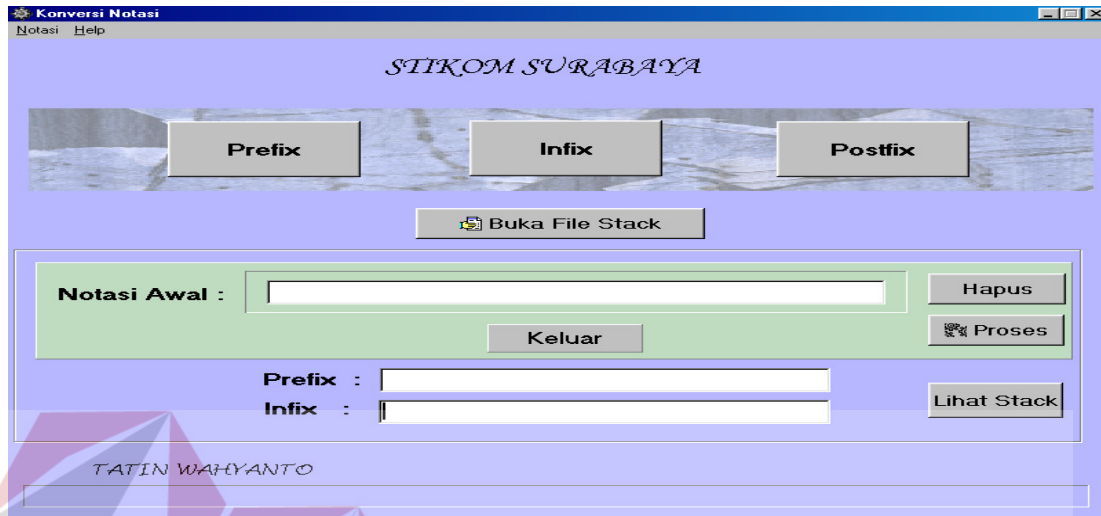 Konversi Notasi
Notasi Help
STIKOM SURABAYA
Prefix Infix Postfix
Buka File Stack
Notasi Awal :
Hapus
Keluar
Proses
Prefix :
Infix :
Lihat Stack
TATIN WAHYANTO